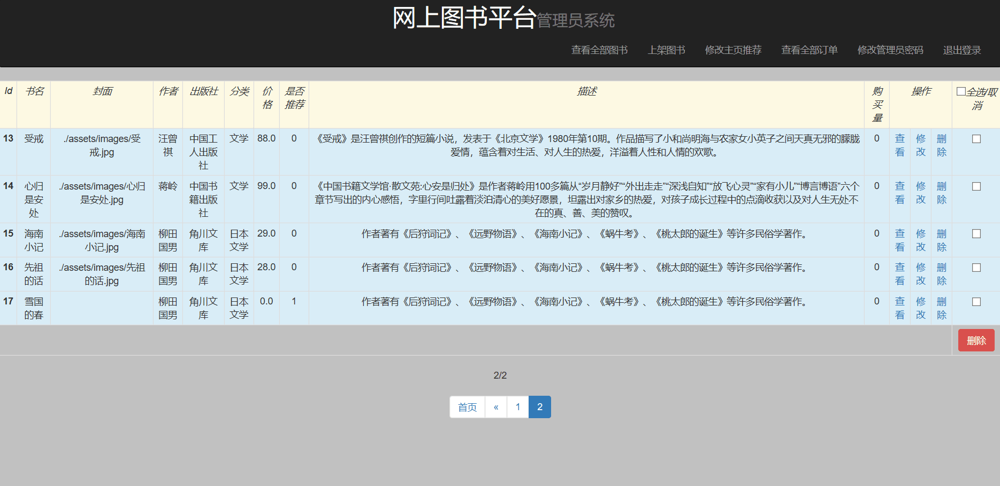 网上图书平台管理员系统
查看全部图书 上架图书 修改主页推荐 查看全部订单 修改管理员密码 退出登录
Id 书名 封面 作者 出版社 分类 价 是否 描述 购 操作 全选/取
格 推荐 买 消
量
13 受戒 ./assets/images/受 汪曾 中国工 文学 88.0 0 《受戒》是汪曾祺创作的短篇小说，发表于《北京文学》1980年第10期。作品描写了小和尚明海与农家女小英子之间天真无邪的朦胧 0 查 修 删
戒.jpg 祺 人出版 爱情，蕴含着对生活、对人生的热爱，洋溢着人性和人情的欢歌。 看 改 除
社
14 心归 ./assets/images/心归 蒋岭 中国书 文学 99.0 0 《中国书籍文学馆·散文苑:心安是归处》是作者蒋岭用100多篇从“岁月静好”“外出走走”“深浅自知”“放飞心灵”“家有小儿”“博言博语”六个 0 查 修 删
是安 是安处.jpg 籍出版 章节写出的内心感悟，字里行间吐露着淡泊清心的美好愿景，坦露出对家乡的热爱，对孩子成长过程中的点滴收获以及对人生无处不 看 改 除
处 社 在的真、善、美的赞叹。
15 海南 ./assets/images/海南 柳田 角川文 日本 29.0 0 作者著有《后狩词记》、《远野物语》、《海南小记》、《蜗牛考》、《桃太郎的诞生》等许多民俗学著作。 0 查 修 删
小记 小记.jpg 国男 库 文学 看 改 除
16 先祖 ./assets/images/先祖 柳田 角川文 日本 28.0 0 作者著有《后狩词记》、《远野物语》、《海南小记》、《蜗牛考》、《桃太郎的诞生》等许多民俗学著作。 0 查 修 删
的话 的话.jpg 国男 库 文学 看 改 除
17 雪国 柳田 角川文 日本 0.0 1 作者著有《后狩词记》、《远野物语》、《海南小记》、《蜗牛考》、《桃太郎的诞生》等许多民俗学著作。 0 查 修 删
的春 国男 库 文学 看 改 除
删除
2/2
首页 « 1 2